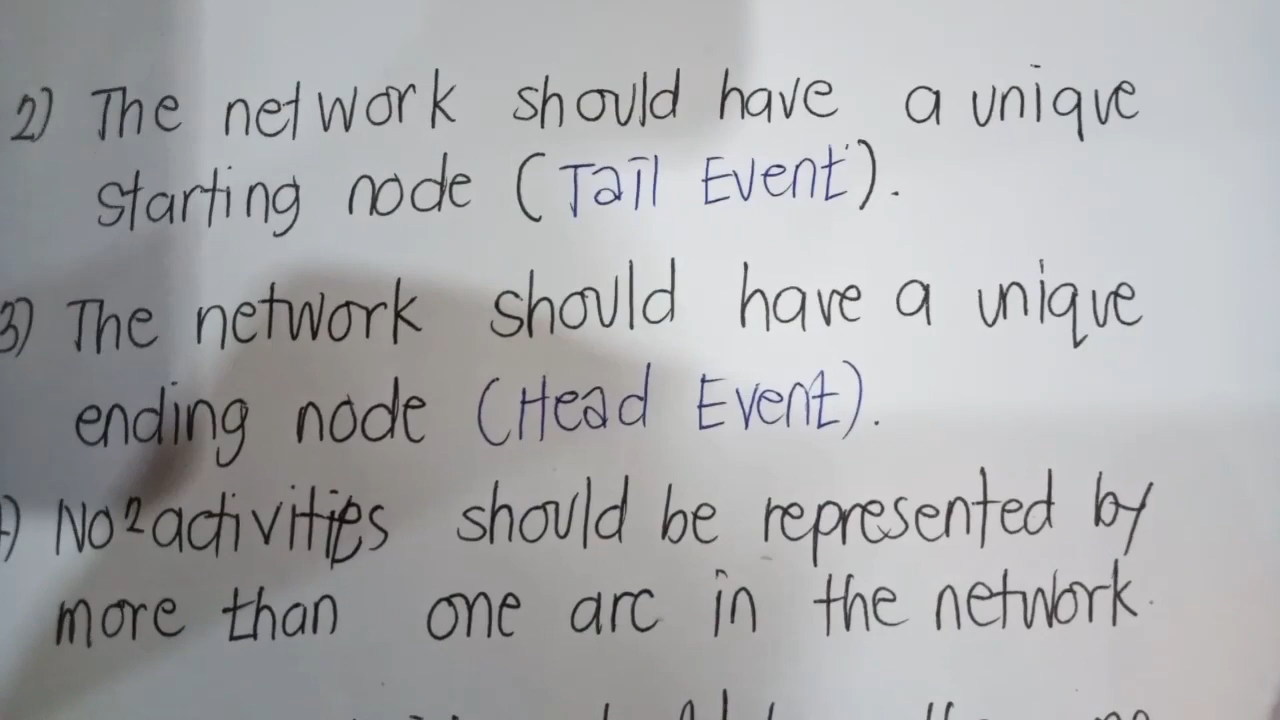 2) The network should have a unique
starting node (Tail Event).
3) The network should have a unique
ending node (Head Event).
) No 2 activities should be represented by
more than one arc in the network.